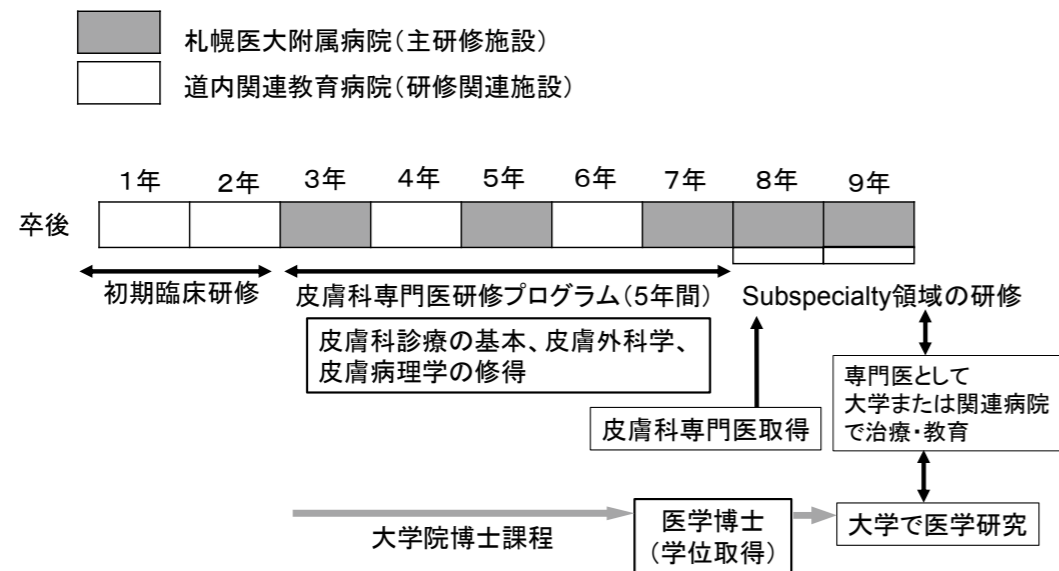 札幌医大附属病院（主研修施設）
道内関連教育病院（研修関連施設）
1年 2年 3年 4年 5年 6年 7年 8年 9年
卒後
初期臨床研修
皮膚科専門医研修プログラム（5年間）
Subspecialty領域の研修
皮膚科診療の基本、皮膚外科学、
皮膚病理学の修得
専門医として
大学または関連病院
で治療・教育
皮膚科専門医取得
大学院博士課程
医学博士
（学位取得）
大学で医学研究